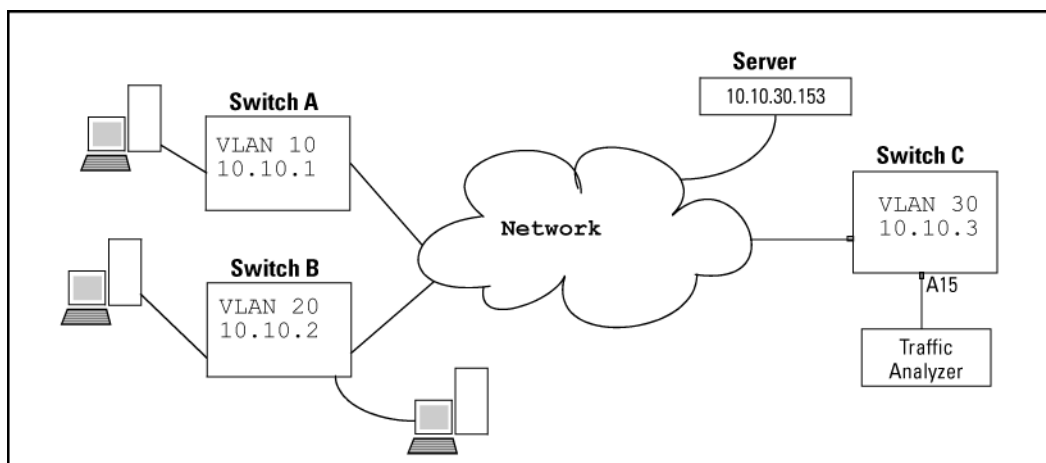 Server
10.10.30.153
Switch A
VLAN 10
10.10.1
Switch C
VLAN 30
10.10.3
Network
Switch B
VLAN 20
10.10.2
A15
Traffic
Analyzer